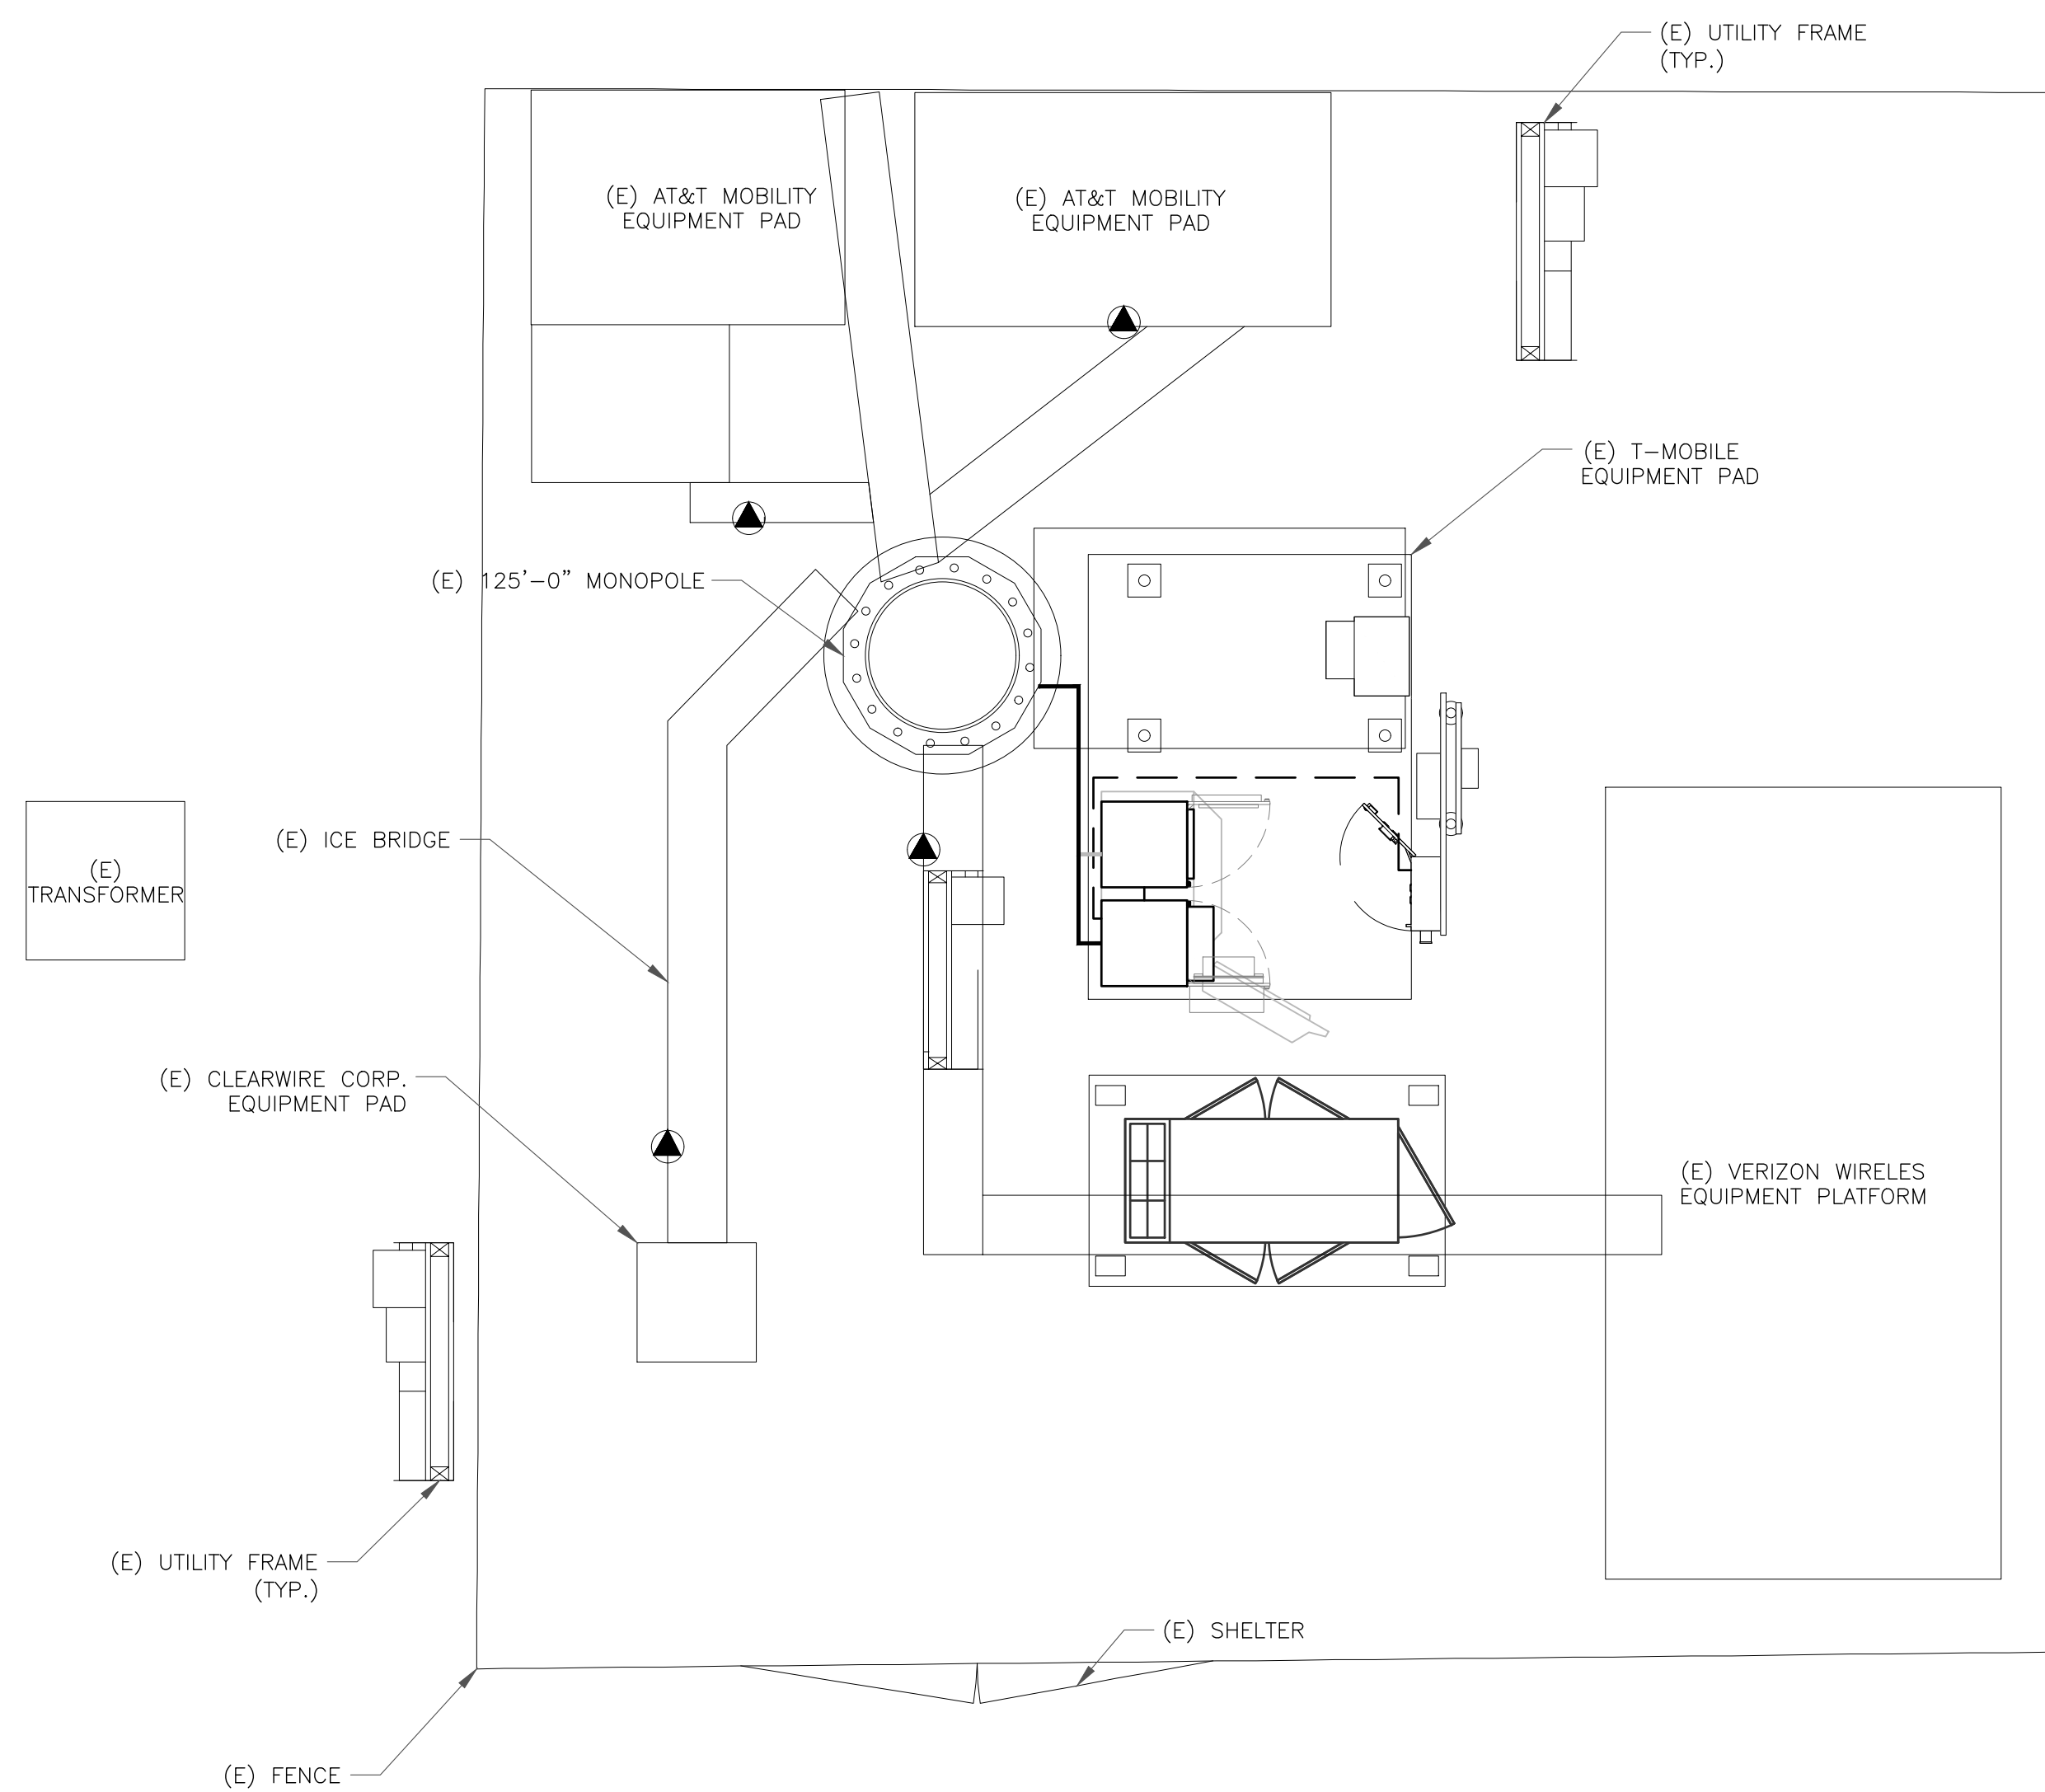 (E) UTILITY FRAME
(TYP.)
(E) AT&T MOBILITY
EQUIPMENT PAD
(E) AT&T MOBILITY
EQUIPMENT PAD
(E) T-MOBILE
EQUIPMENT PAD
(E) 125'-0" MONOPOLE
(E) ICE BRIDGE
(E)
TRANSFORMER
(E) CLEARWIRE CORP.
EQUIPMENT PAD
(E) VERIZON WIRELES
EQUIPMENT PLATFORM
(E) UTILITY FRAME
(TYP.)
(E) SHELTER
(E) FENCE